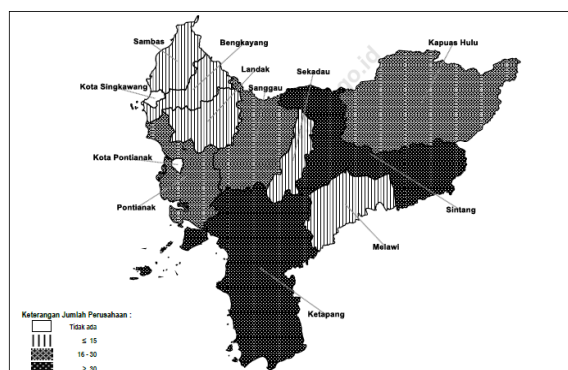 Sambas
Bengkayang
Kapuas Hulu
Landak
Sekadau
Kota Singkawang
Sanggau
Kota Pontianak
Pontianak
Sintang
Melawi
Ketapang
Keterangan Jumlah Perusahaan :
Tidak ada
≤ 15
16 - 30
> 30